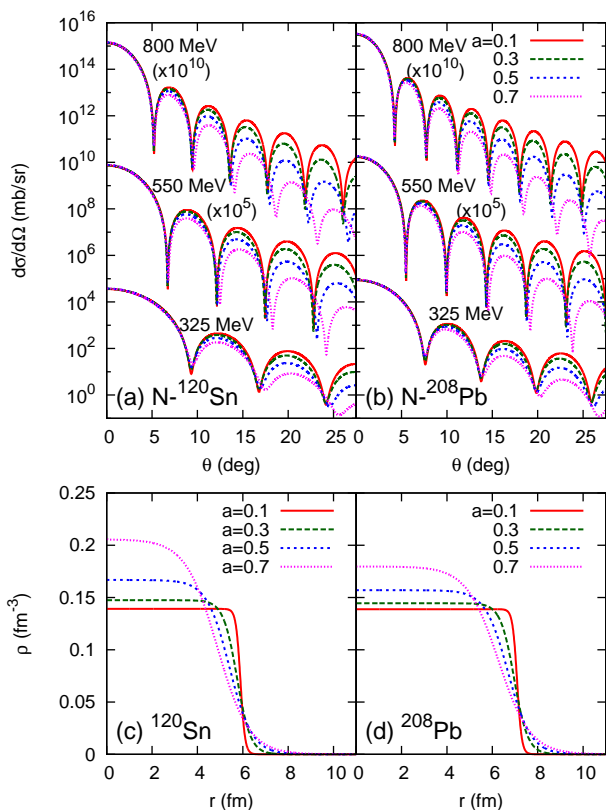 10^16
10^14
10^12
10^10
10^8
10^6
10^4
10^2
10^0
dσ/dΩ (mb/sr)
800 MeV
(x10^10)
550 MeV
(x10^5)
325 MeV
(a) N-^120Sn
0 5 10 15 20 25
θ (deg)
800 MeV
(x10^10)
a=0.1
0.3
0.5
0.7
550 MeV
(x10^5)
325 MeV
(b) N-^208Pb
0 5 10 15 20 25
θ (deg)
0.25
0.2
0.15
0.1
0.05
0
ρ (fm^-3)
a=0.1
a=0.3
a=0.5
a=0.7
(c) ^120Sn
0 2 4 6 8 10
r (fm)
a=0.1
0.3
0.5
0.7
(d) ^208Pb
0 2 4 6 8 10
r (fm)